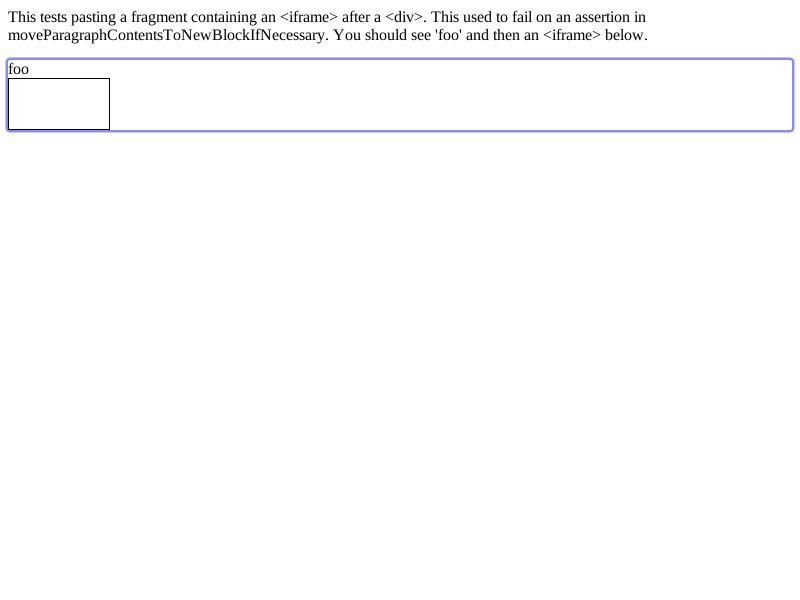 This tests pasting a fragment containing an <iframe> after a <div>. This used to fail on an assertion in
moveParagraphContentsToNewBlockIfNecessary. You should see 'foo' and then an <iframe> below.
foo